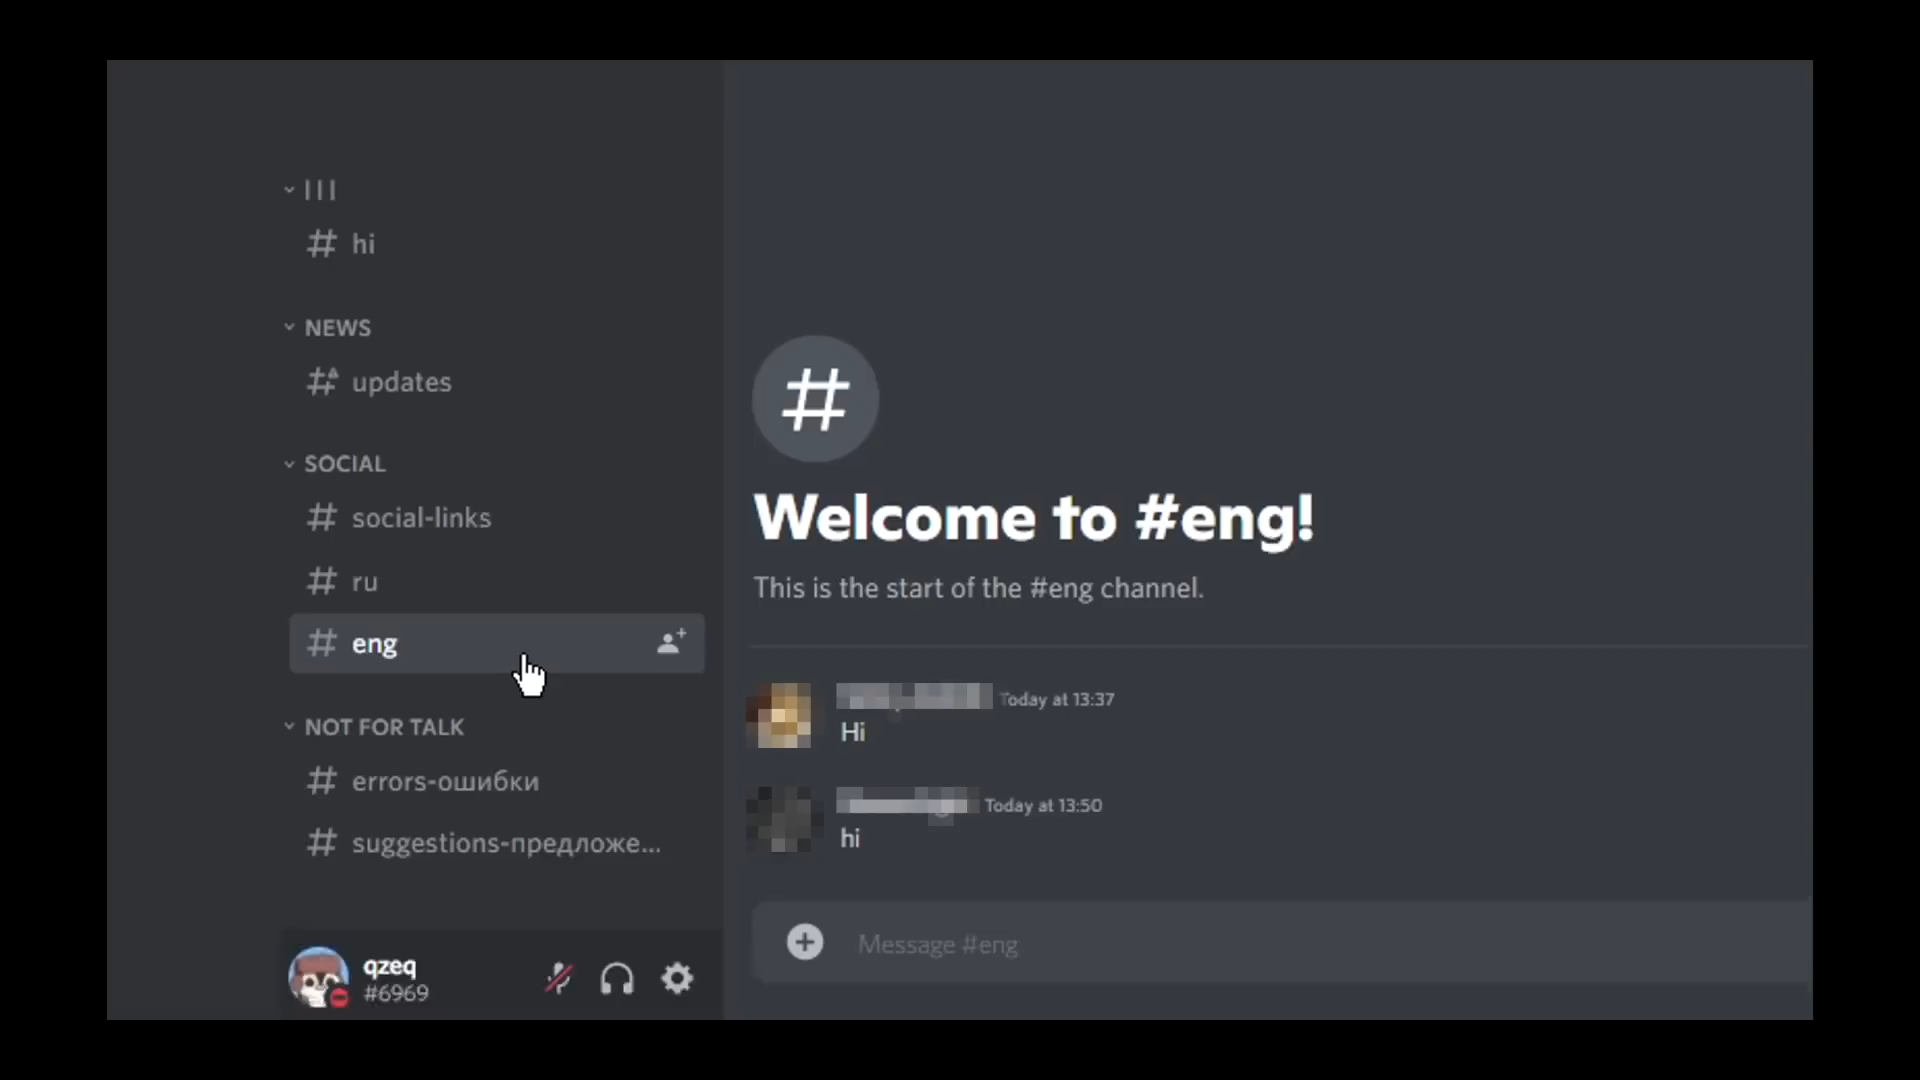 |||
hi
NEWS
updates
SOCIAL
social-links
ru
eng
NOT FOR TALK
errors-ошибки
suggestions-предложе...
qzeq
#6969
#
Welcome to #eng!
This is the start of the #eng channel.
Today at 13:37
Hi
Today at 13:50
hi
Message #eng